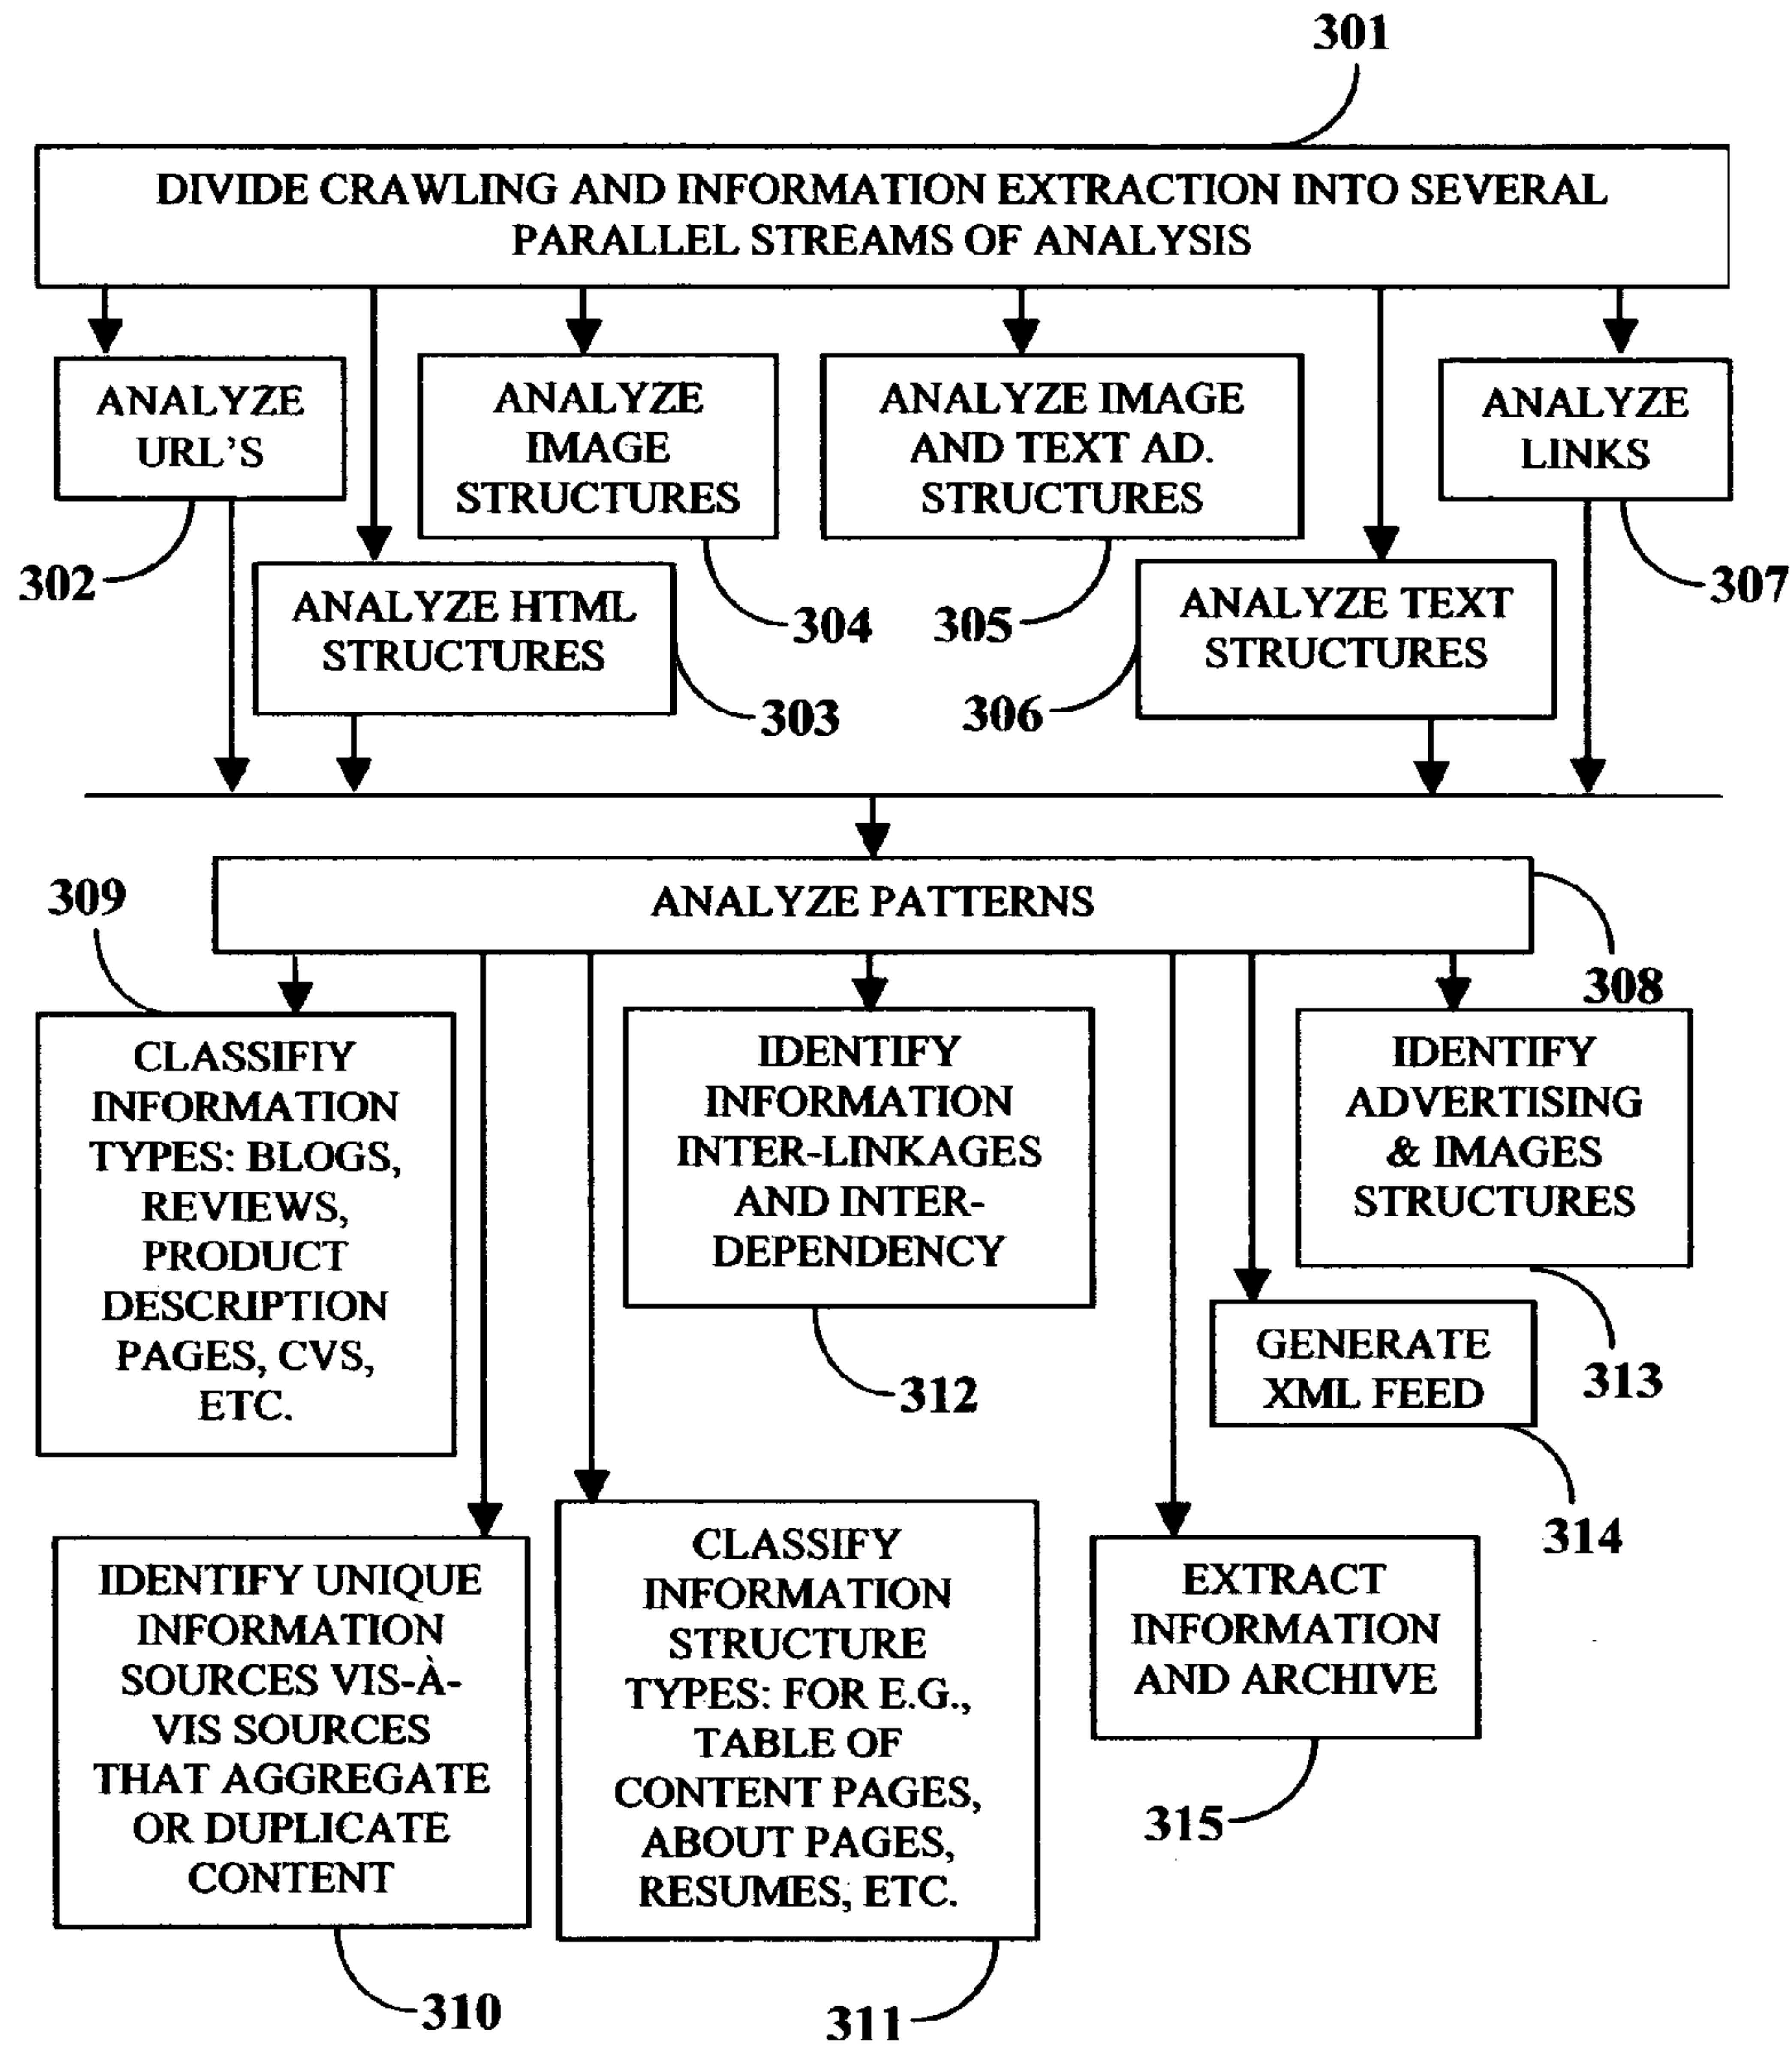 301
DIVIDE CRAWLING AND INFORMATION EXTRACTION INTO SEVERAL
PARALLEL STREAMS OF ANALYSIS
ANALYZE
URL'S
302
ANALYZE HTML
STRUCTURES
303
ANALYZE
IMAGE
STRUCTURES
304
ANALYZE IMAGE
AND TEXT AD.
STRUCTURES
305
ANALYZE TEXT
STRUCTURES
306
ANALYZE
LINKS
307
ANALYZE PATTERNS
308
309
CLASSIFIY
INFORMATION
TYPES: BLOGS,
REVIEWS,
PRODUCT
DESCRIPTION
PAGES, CVS,
ETC.
IDENTIFY
INFORMATION
INTER-LINKAGES
AND INTER-
DEPENDENCY
312
IDENTIFY
ADVERTISING
& IMAGES
STRUCTURES
313
GENERATE
XML FEED
314
IDENTIFY UNIQUE
INFORMATION
SOURCES VIS-À-
VIS SOURCES
THAT AGGREGATE
OR DUPLICATE
CONTENT
310
CLASSIFY
INFORMATION
STRUCTURE
TYPES: FOR E.G.,
TABLE OF
CONTENT PAGES,
ABOUT PAGES,
RESUMES, ETC.
311
EXTRACT
INFORMATION
AND ARCHIVE
315